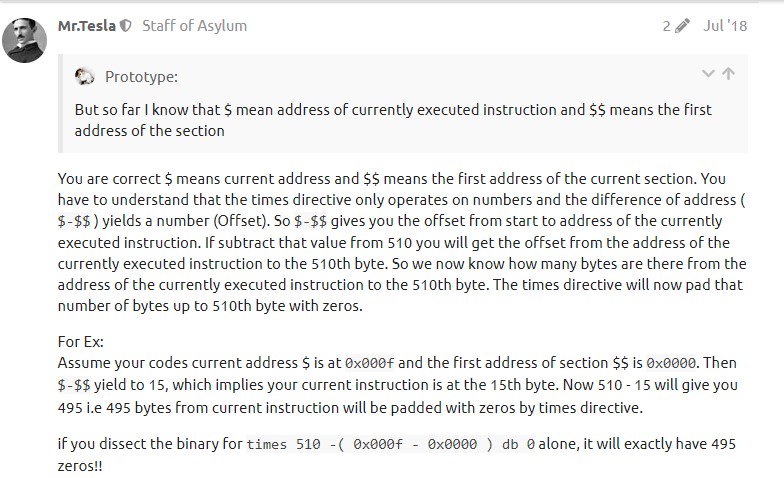 Mr.Tesla Staff of Asylum 2 Jul '18
Prototype:
But so far I know that $ mean address of currently executed instruction and $$ means the first
address of the section
You are correct $ means current address and $$ means the first address of the current section. You
have to understand that the times directive only operates on numbers and the difference of address (
$-$$ ) yields a number (Offset). So $-$$ gives you the offset from start to address of the currently
executed instruction. If subtract that value from 510 you will get the offset from the address of the
currently executed instruction to the 510th byte. So we now know how many bytes are there from the
address of the currently executed instruction to the 510th byte. The times directive will now pad that
number of bytes up to 510th byte with zeros.
For Ex:
Assume your codes current address $ is at 0x000f and the first address of section $$ is 0x0000. Then
$-$$ yield to 15, which implies your current instruction is at the 15th byte. Now 510 - 15 will give you
495 i.e 495 bytes from current instruction will be padded with zeros by times directive.
if you dissect the binary for times 510 -( 0x000f - 0x0000 ) db 0 alone, it will exactly have 495
zeros!!